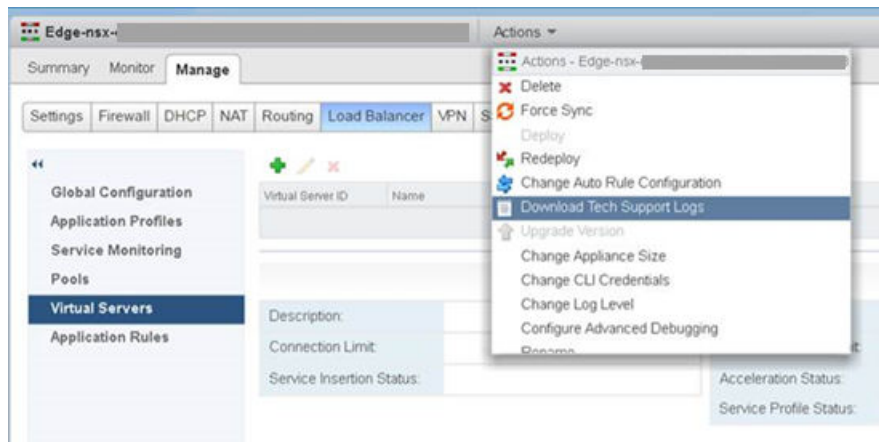 Edge-nsx-
Actions
Summary Monitor Manage
Actions - Edge-nsx-
Delete
Settings Firewall DHCP NAT Routing Load Balancer VPN S
Force Sync
Deploy
Redeploy
Global Configuration
Virtual Server ID Name
Change Auto Rule Configuration
Application Profiles
Download Tech Support Logs
Service Monitoring
Upgrade Version
Pools
Change Appliance Size
Change CLI Credentials
Virtual Servers
Description:
Change Log Level
Application Rules
Configure Advanced Debugging
Connection Limit:
Rename
Service Insertion Status:
Acceleration Status:
Service Profile Status: